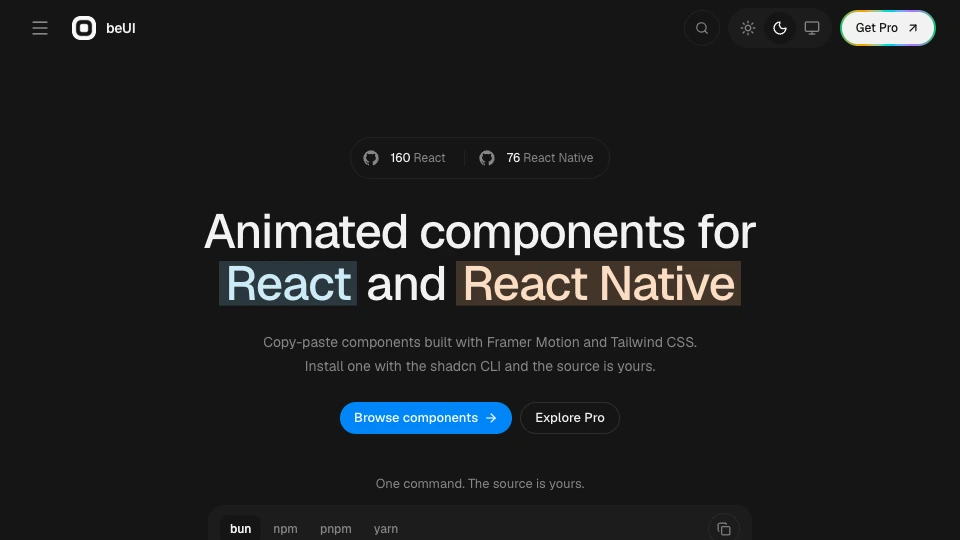 beUI
Get Pro
160 React
76 React Native
Animated components for
React and React Native
Copy-paste components built with Framer Motion and Tailwind CSS.
Install one with the shadcn CLI and the source is yours.
Browse components
Explore Pro
One command. The source is yours.
bun npm pnpm yarn